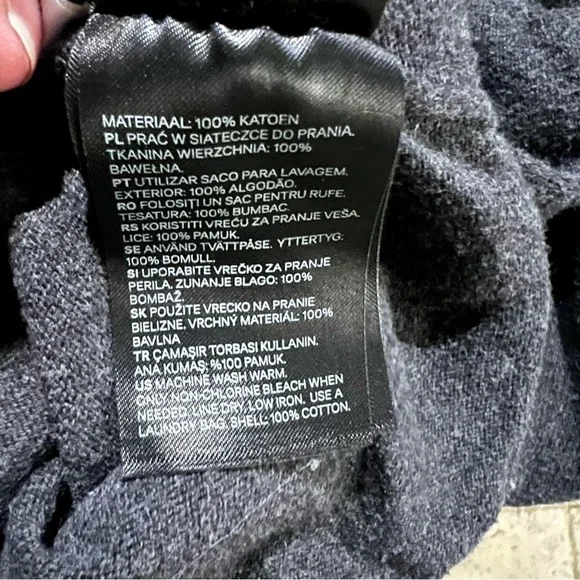 MATERIAAL: 100% KATOEN
PL PRAĆ W SIATECZCE DO PRANIA.
TKANINA WIERZCHNIA: 100%
BAWEŁNA.
PT UTILIZAR SACO PARA LAVAGEM.
EXTERIOR: 100% ALGODÃO.
RO FOLOSIȚI UN SAC PENTRU RUFE.
TESATURA: 100% BUMBAC.
RS KORISTITI VREĆU ZA PRANJE VEŠA.
LICE: 100% PAMUK.
SE ANVÄND TVÄTTPÅSE. YTTERTYG:
100% BOMULL.
SI UPORABITE VREČKO ZA PRANJE
PERILA. ZUNANJE BLAGO: 100%
BOMBAŽ.
SK POUŽITE VRECKO NA PRANIE
BIELIZNE. VRCHNÝ MATERIÁL: 100%
BAVLNA
TR ÇAMAŞIR TORBASI KULLANIN.
ANA KUMAŞ: %100 PAMUK.
US MACHINE WASH WARM.
ONLY NON-CHLORINE BLEACH WHEN
NEEDED. LINE DRY. LOW IRON. USE A
LAUNDRY BAG. SHELL: 100% COTTON.